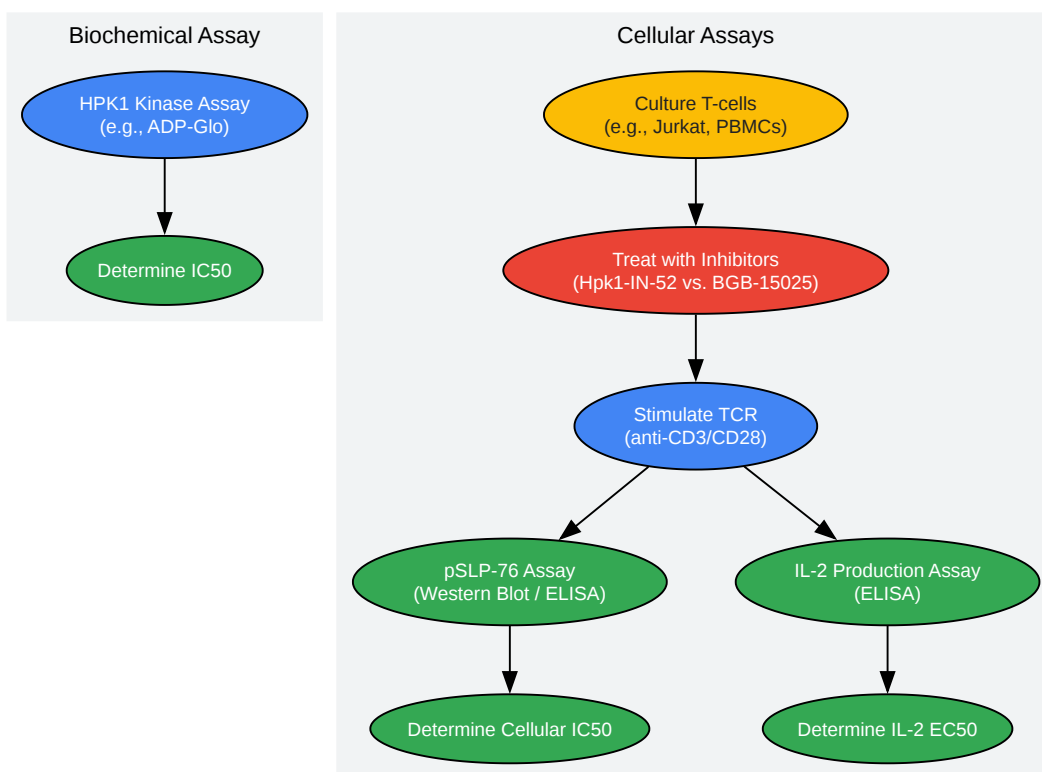 Biochemical Assay
HPK1 Kinase Assay
(e.g., ADP-Glo)
Determine IC50
Cellular Assays
Culture T-cells
(e.g., Jurkat, PBMCs)
Treat with Inhibitors
(Hpk1-IN-52 vs. BGB-15025)
Stimulate TCR
(anti-CD3/CD28)
pSLP-76 Assay
(Western Blot / ELISA)
IL-2 Production Assay
(ELISA)
Determine Cellular IC50
Determine IL-2 EC50